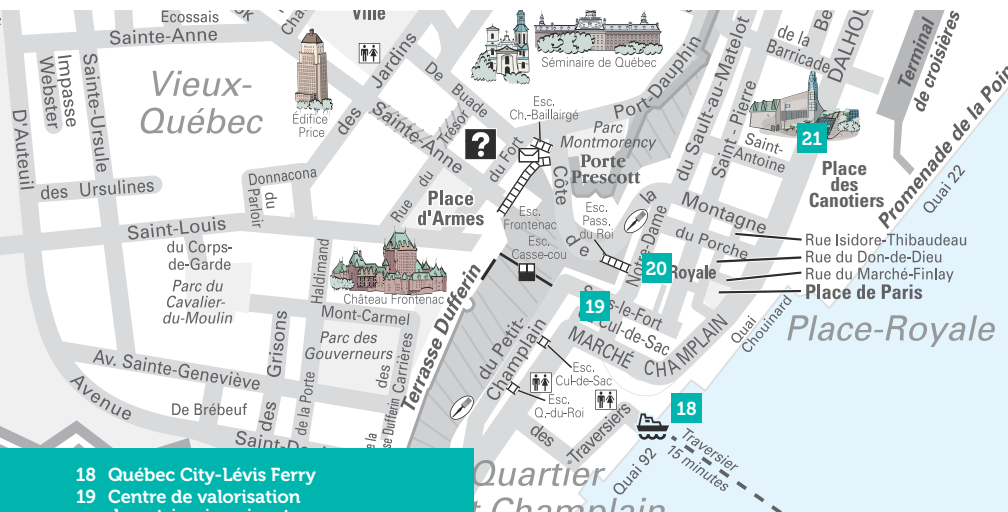 Ecossais
Sainte-Anne
Ville
Édifice
Price
Jardins
des
Séminaire de Québec
Port-Dauphin
de la
Barricade
DALHOU
Terminal
de croisières
Promenade de la Poin
Quai 22
Vieux-
Québec
Impasse
Webster
Sainte-Ursule
D'Auteuil
des Ursulines
De
Buade
Sainte-Anne
Trésor
du
?
du Fort
Esc.
Ch.-Baillairgé
Parc
Montmorency
Porte
Prescott
Côte
de
la
Montagne
du Sault-au-Matelot
Saint-Pierre
Saint-
Antoine
21
Place
des
Canotiers
Donnacona
du
Parloir
Rue
Place
d'Armes
Saint-Louis
du Corps-
de-Garde
Parc du
Cavalier-
du-Moulin
Haldimand
Château Frontenac
Esc.
Frontenac
Esc.
Casse-cou
Esc.
Pass.
du Roi
Notre-Dame
20
Royale
du Porche
Rue Isidore-Thibaudeau
Rue du Don-de-Dieu
Rue du Marché-Finlay
Place de Paris
Place-Royale
Quai
Chouinard
19
Sous-le-Fort
Cul-de-Sac
MARCHÉ
CHAMPLAIN
Mont-Carmel
Parc des
Gouverneurs
des Carrières
Terrasse Dufferin
du Petit-
Champlain
Esc.
Cul-de-Sac
Esc.
Q.-du-Roi
des
Traversiers
18
Quai 92
Traversier
15 minutes
Av. Sainte-Geneviève
Avenue
De Brébeuf
des
Grisons
de la Porte
Quartier
t Champlain
18 Québec City-Lévis Ferry
19 Centre de valorisation